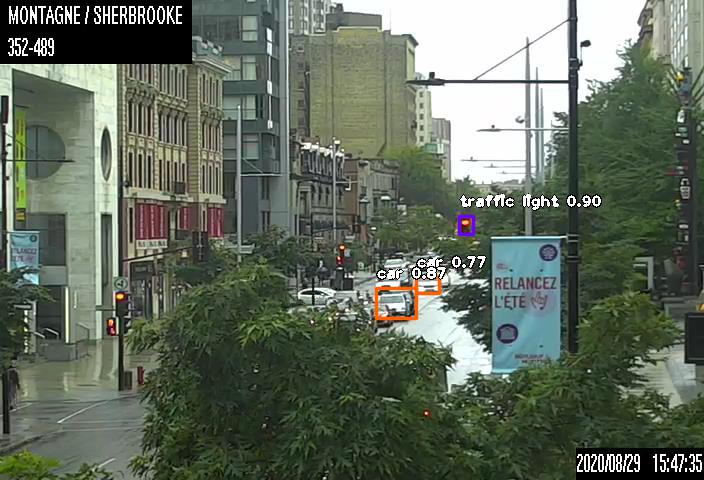 MONTAGNE / SHERBROOKE
352-489
traffic light 0.90
car 0.77
car 0.87
RELANCEZ
L'ÉTÉ
2020/08/29 15:47:35